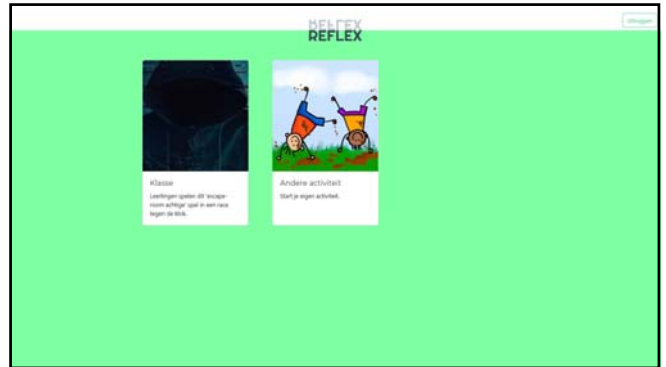 REFLEX
Uitloggen
Klasse
Leerlingen spelen dit 'escape-
room achtige' spel in een race
tegen de klok.
Andere activiteit
Start je eigen activiteit.